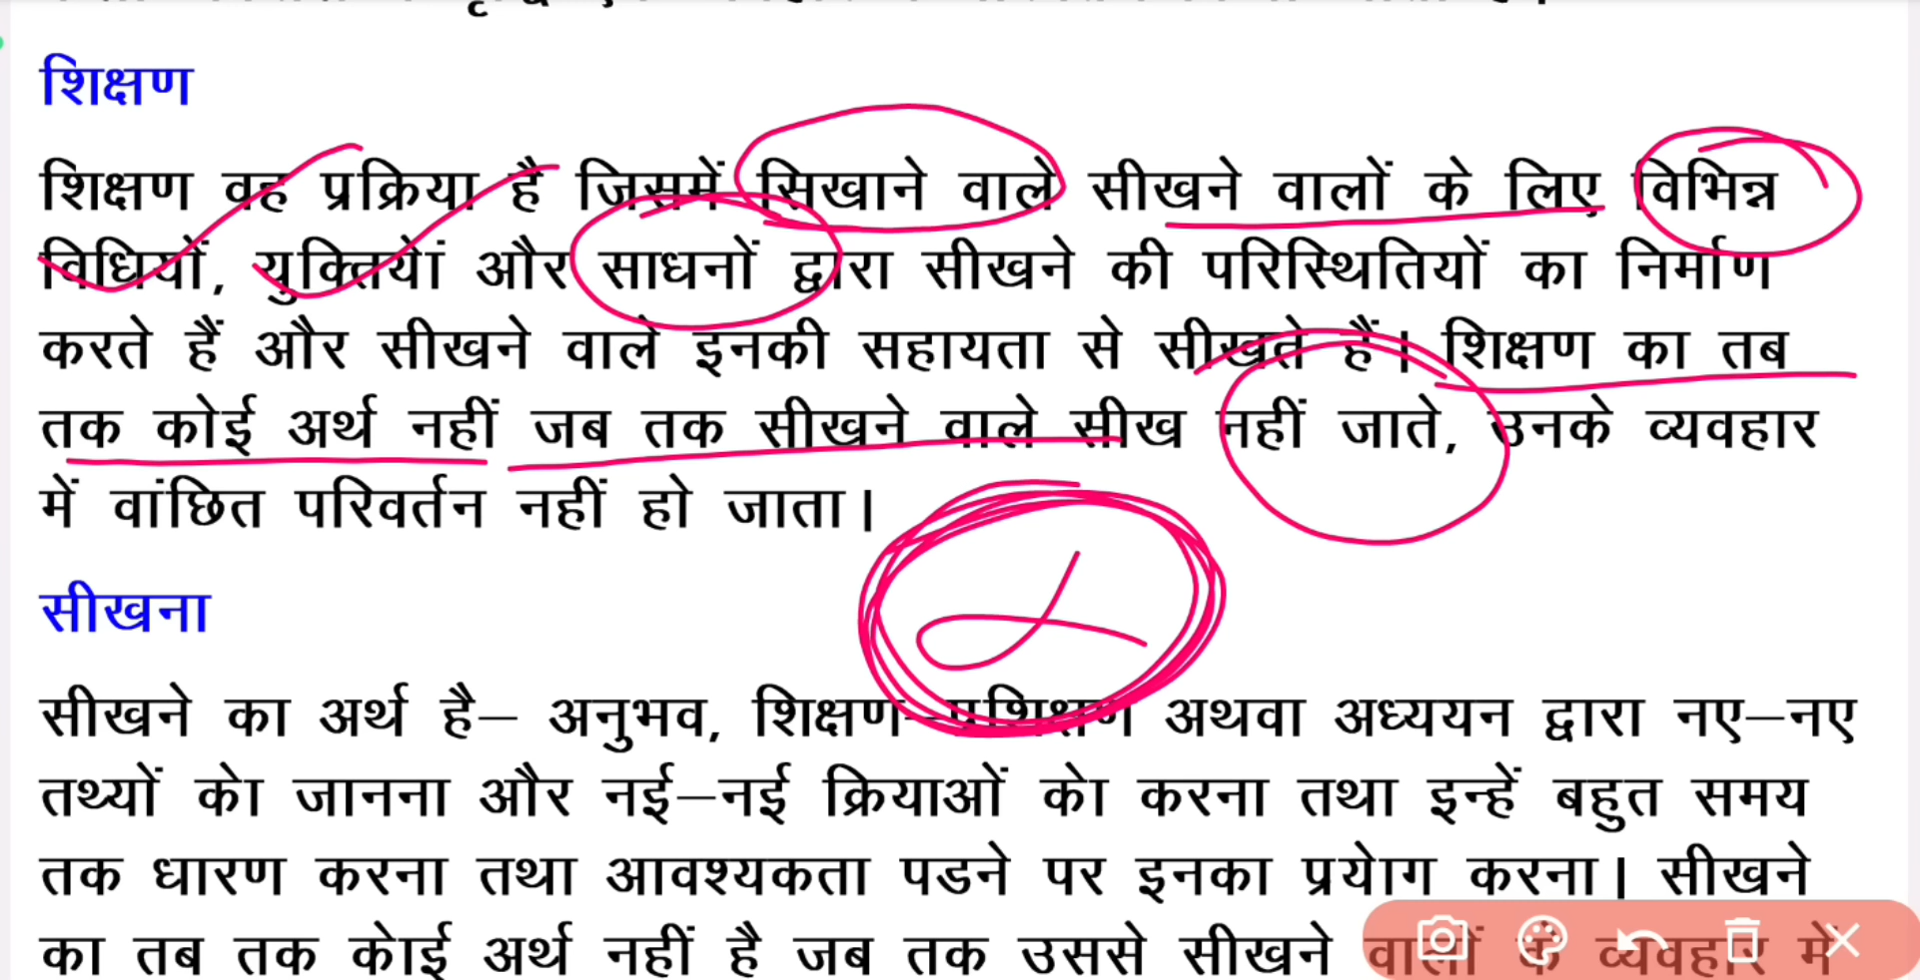 शिक्षण
शिक्षण वह प्रक्रिया है जिसमें सिखाने वाले सीखने वालों के लिए विभिन्न
विधियों, युक्तियेां और साधनों द्वारा सीखने की परिस्थितियों का निर्माण
करते हैं और सीखने वाले इनकी सहायता से सीखते हैं। शिक्षण का तब
तक कोई अर्थ नहीं जब तक सीखने वाले सीख नहीं जाते, उनके व्यवहार
में वांछित परिवर्तन नहीं हो जाता।
सीखना
सीखने का अर्थ है– अनुभव, शिक्षण–प्रशिक्षण अथवा अध्ययन द्वारा नए–नए
तथ्यों केा जानना और नई–नई क्रियाओं केा करना तथा इन्हें बहुत समय
तक धारण करना तथा आवश्यकता पडने पर इनका प्रयेाग करना। सीखने
का तब तक केाई अर्थ नहीं है जब तक उससे सीखने वालों के व्यवहार में